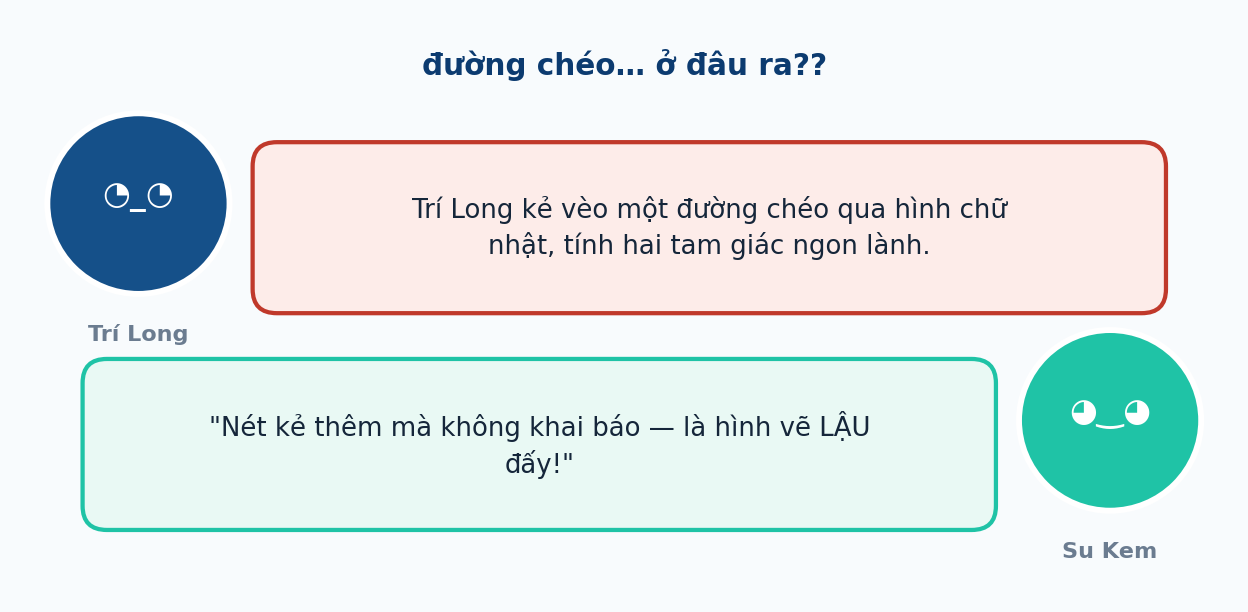 đường chéo… ở đâu ra??
Trí Long kẻ vèo một đường chéo qua hình chữ
nhật, tính hai tam giác ngon lành.
Trí Long
"Nét kẻ thêm mà không khai báo — là hình vẽ LẬU
đấy!"
Su Kem